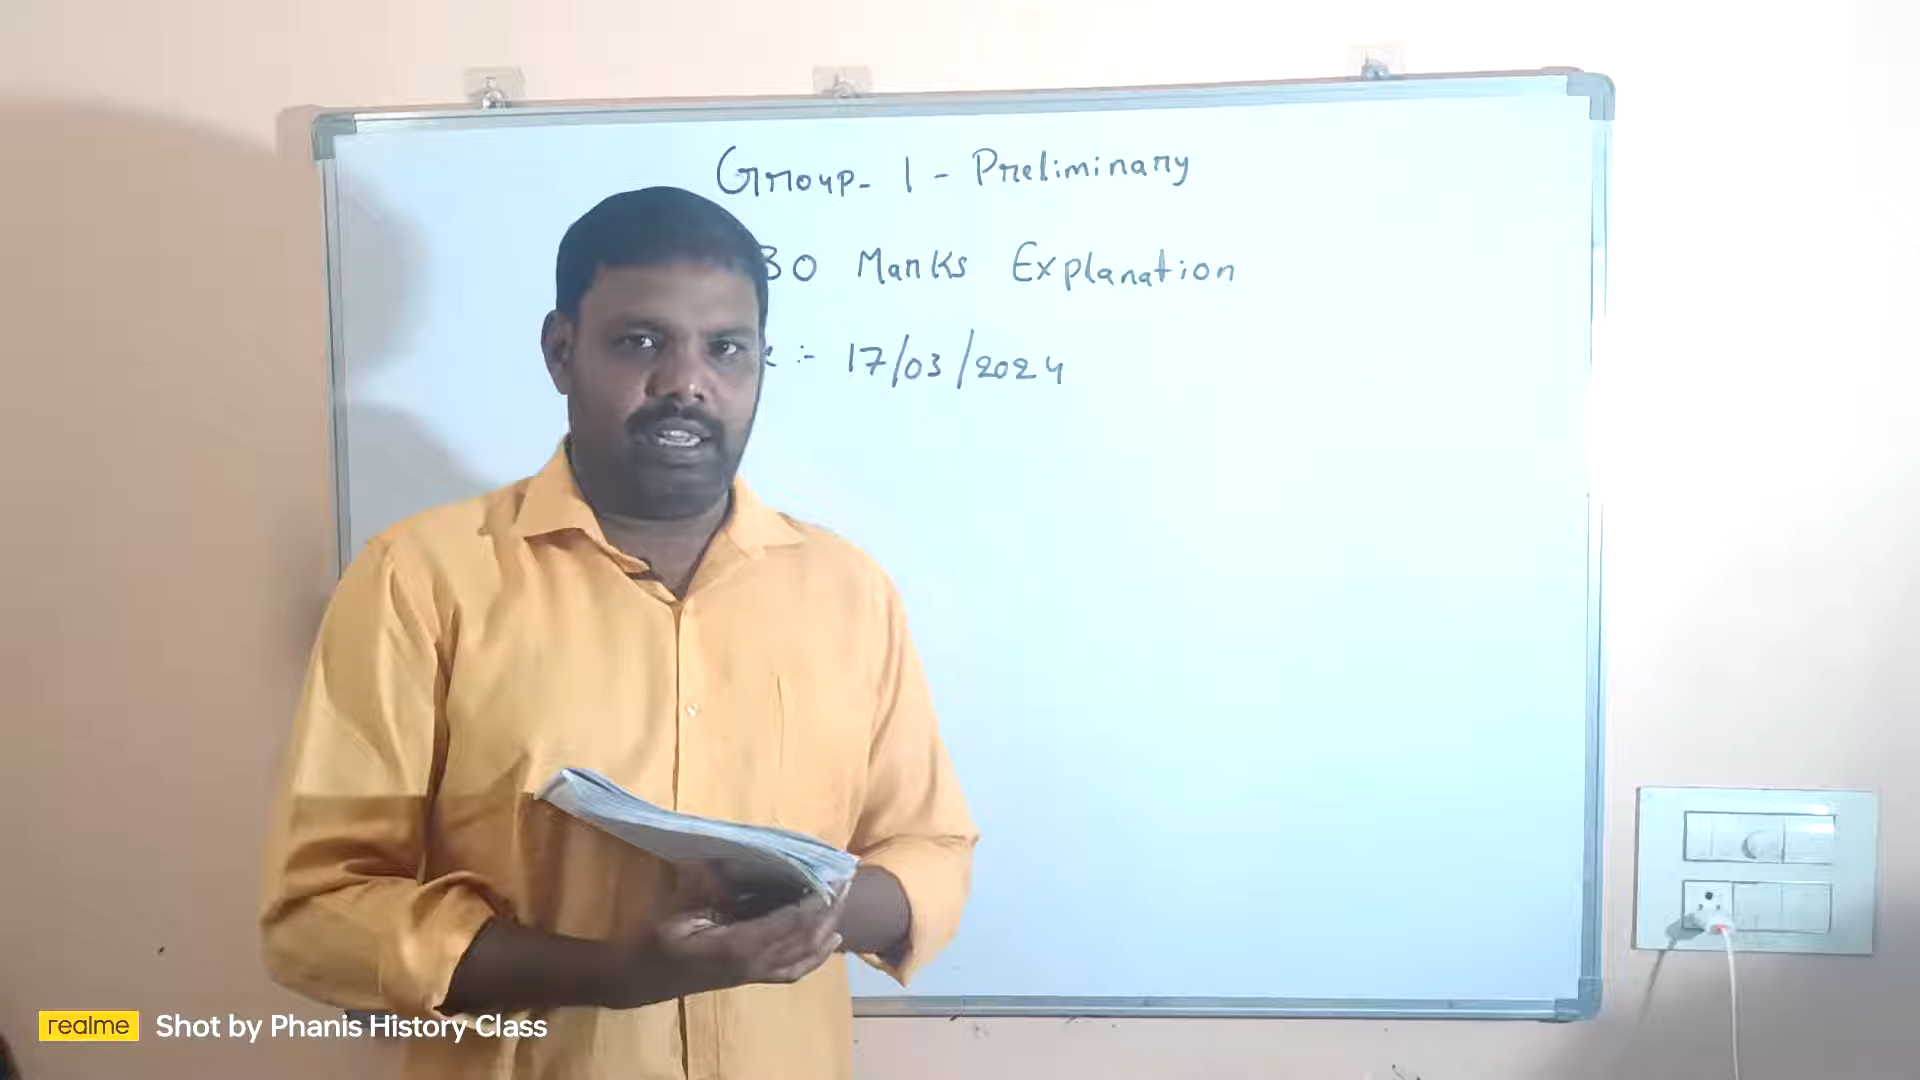 Group- 1 - Preliminary
30 Marks Explanation
:- 17/03/2024
realme Shot by Phanis History Class